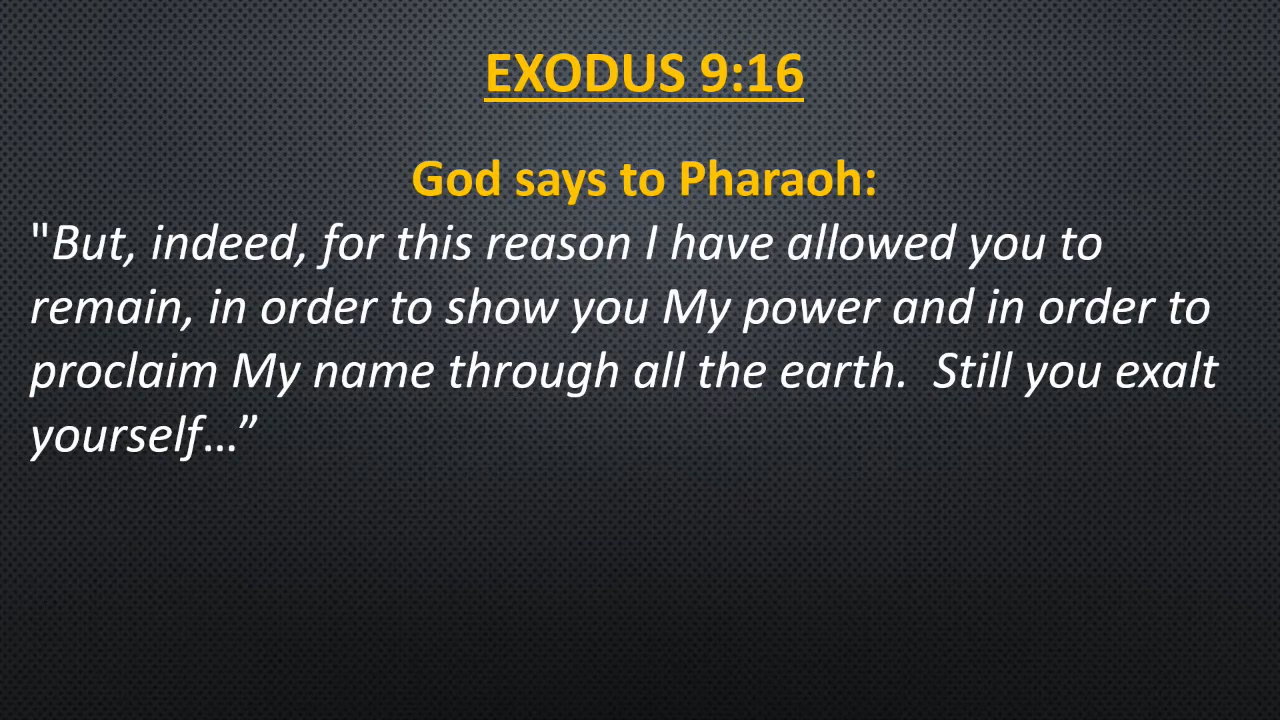 EXODUS 9:16
God says to Pharaoh:
"But, indeed, for this reason I have allowed you to
remain, in order to show you My power and in order to
proclaim My name through all the earth.  Still you exalt
yourself…”